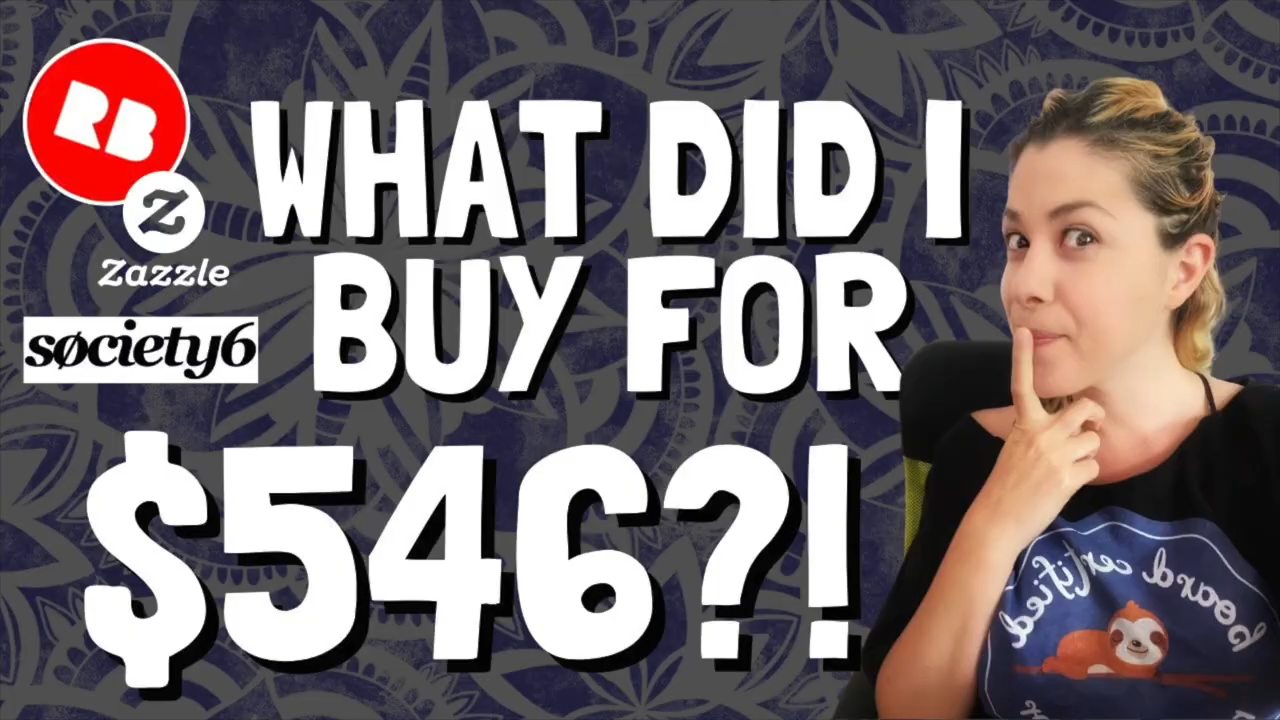 RB
WHAT DID I
Z
Zazzle
BUY FOR
søciety6
$546?!
board certified